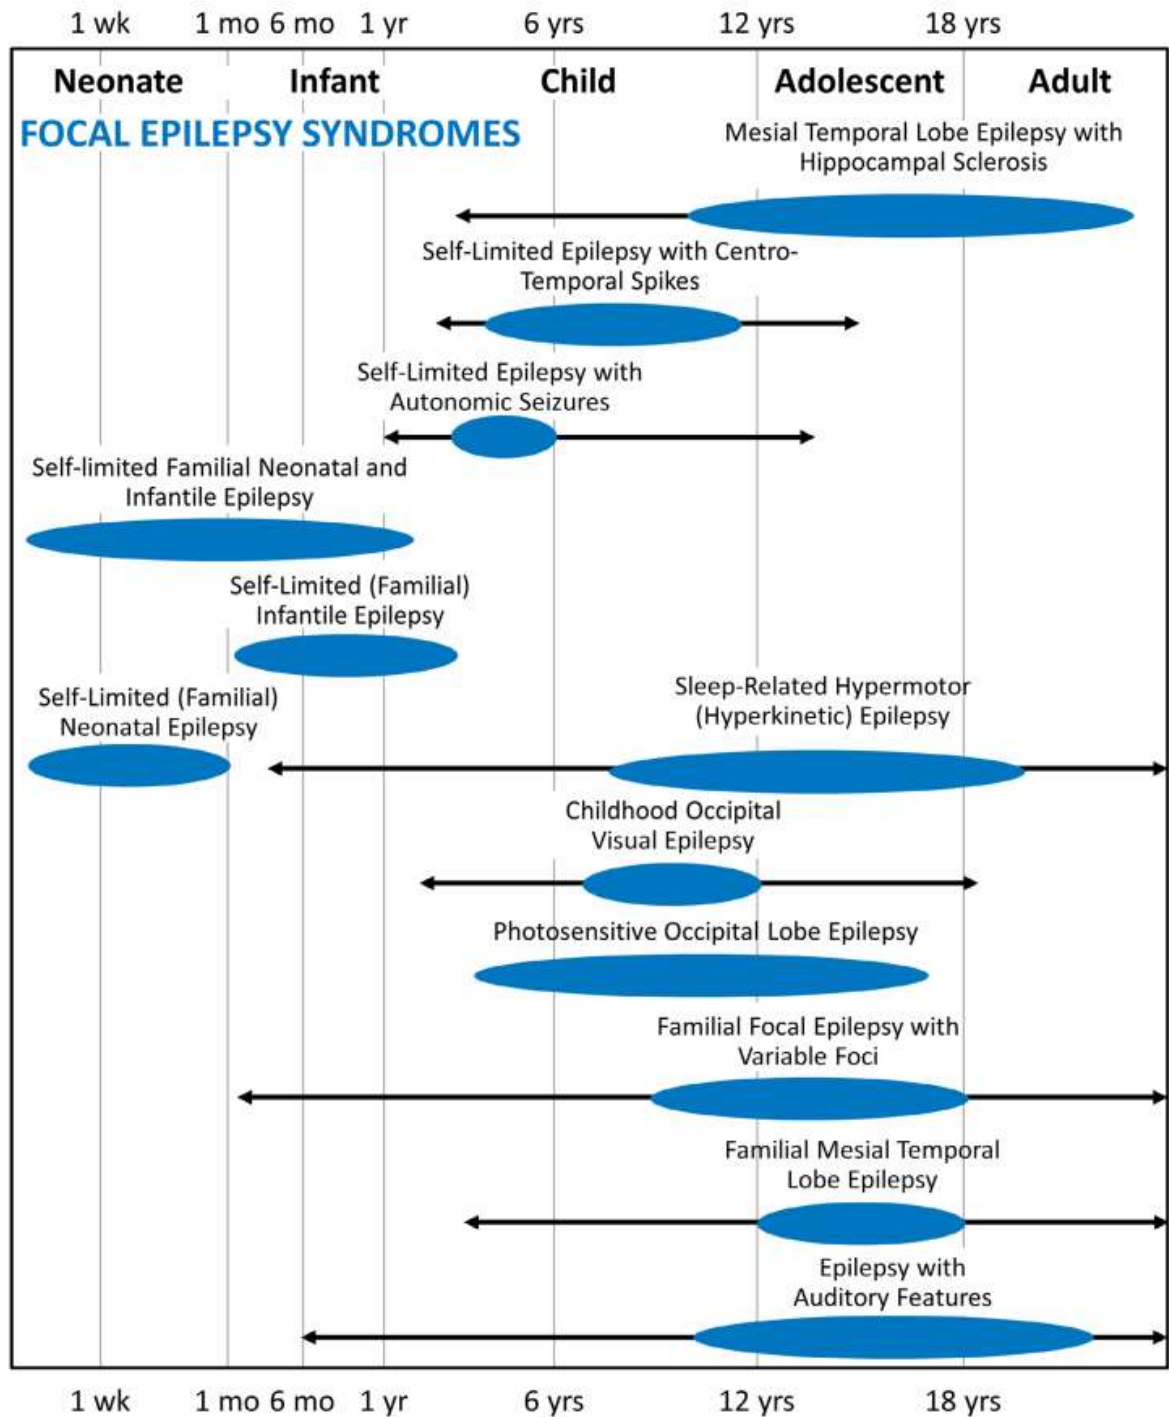 1 wk 1 mo 6 mo 1 yr 6 yrs 12 yrs 18 yrs
Neonate Infant Child Adolescent Adult
FOCAL EPILEPSY SYNDROMES
Mesial Temporal Lobe Epilepsy with
Hippocampal Sclerosis
Self-Limited Epilepsy with Centro-
Temporal Spikes
Self-Limited Epilepsy with
Autonomic Seizures
Self-limited Familial Neonatal and
Infantile Epilepsy
Self-Limited (Familial)
Infantile Epilepsy
Self-Limited (Familial)
Neonatal Epilepsy
Sleep-Related Hypermotor
(Hyperkinetic) Epilepsy
Childhood Occipital
Visual Epilepsy
Photosensitive Occipital Lobe Epilepsy
Familial Focal Epilepsy with
Variable Foci
Familial Mesial Temporal
Lobe Epilepsy
Epilepsy with
Auditory Features
1 wk 1 mo 6 mo 1 yr 6 yrs 12 yrs 18 yrs